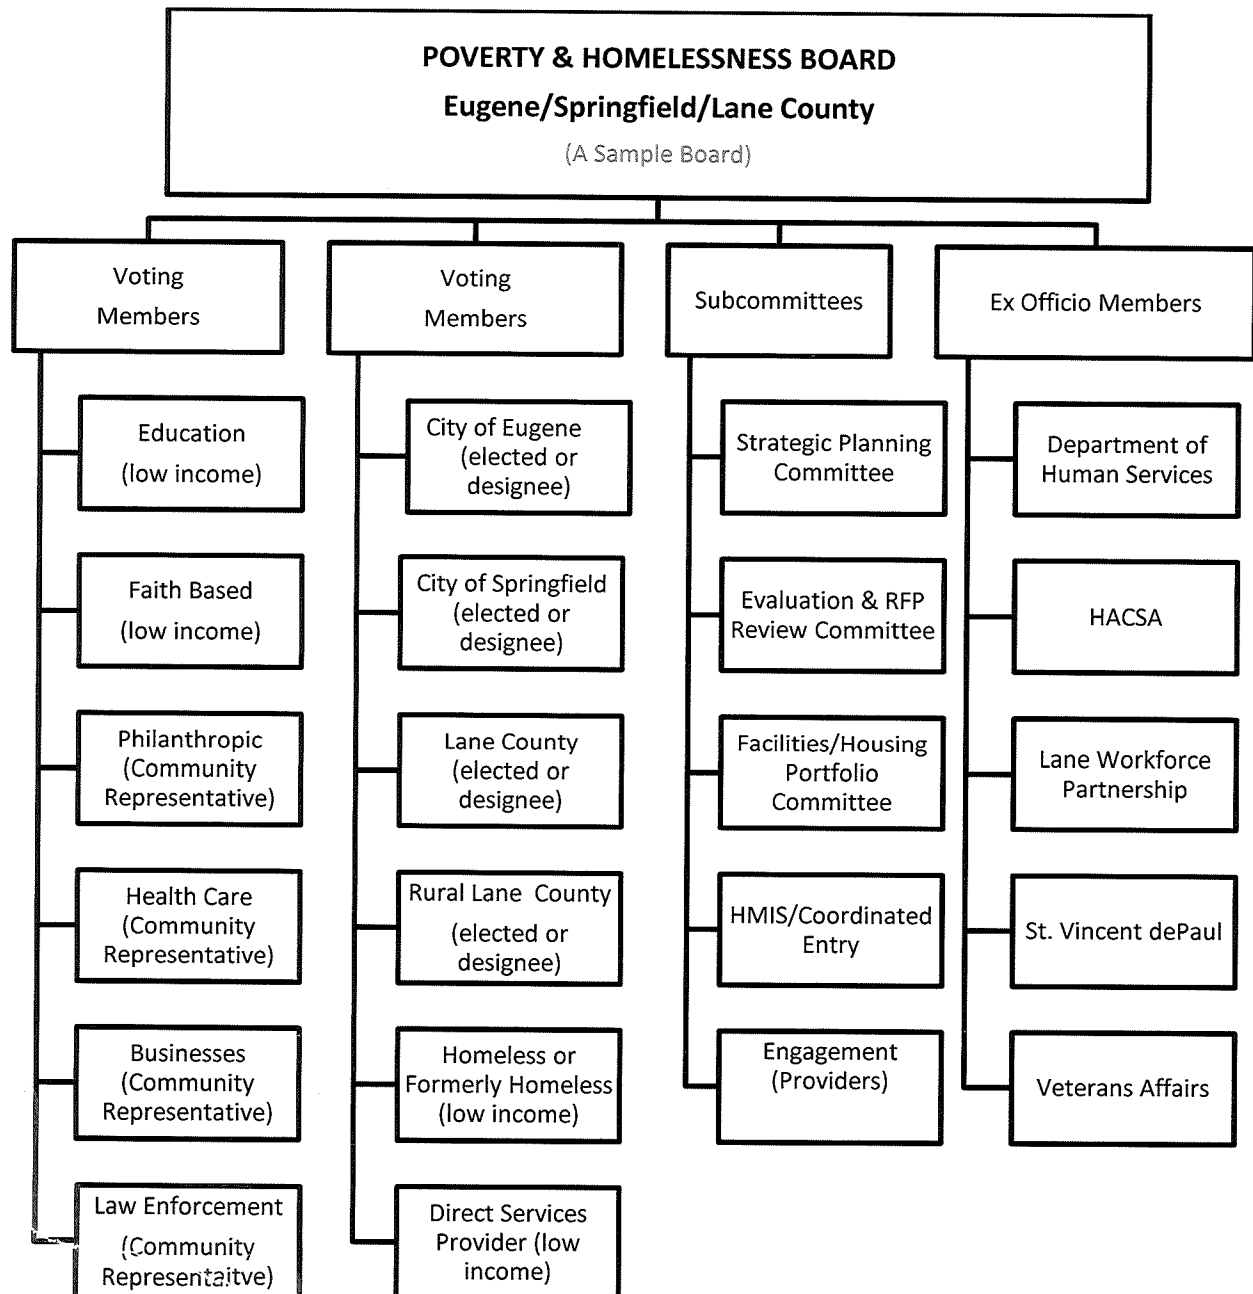 POVERTY & HOMELESSNESS BOARD
Eugene/Springfield/Lane County
(A Sample Board)
Voting
Members
Education
(low income)
Faith Based
(low income)
Philanthropic
(Community
Representative)
Health Care
(Community
Representative)
Businesses
(Community
Representative)
Law Enforcement
(Community
Representaitve)
Voting
Members
City of Eugene
(elected or
designee)
City of Springfield
(elected or
designee)
Lane County
(elected or
designee)
Rural Lane County
(elected or
designee)
Homeless or
Formerly Homeless
(low income)
Direct Services
Provider (low
income)
Subcommittees
Strategic Planning
Committee
Evaluation & RFP
Review Committee
Facilities/Housing
Portfolio
Committee
HMIS/Coordinated
Entry
Engagement
(Providers)
Ex Officio Members
Department of
Human Services
HACSA
Lane Workforce
Partnership
St. Vincent dePaul
Veterans Affairs